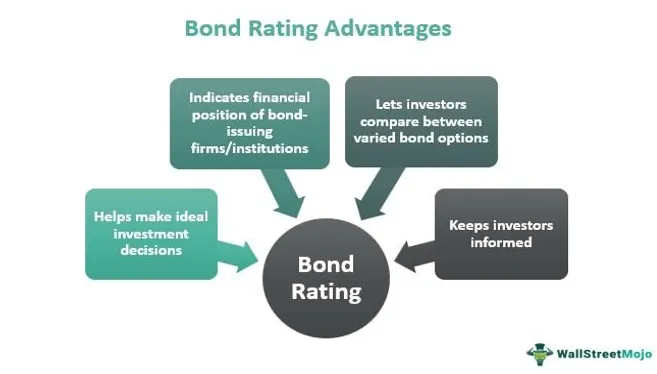 Bond Rating Advantages
Indicates financial
position of bond-
issuing
firms/institutions
Lets investors
compare between
varied bond options
Helps make ideal
investment
decisions
Keeps investors
informed
Bond
Rating
WallStreetMojo